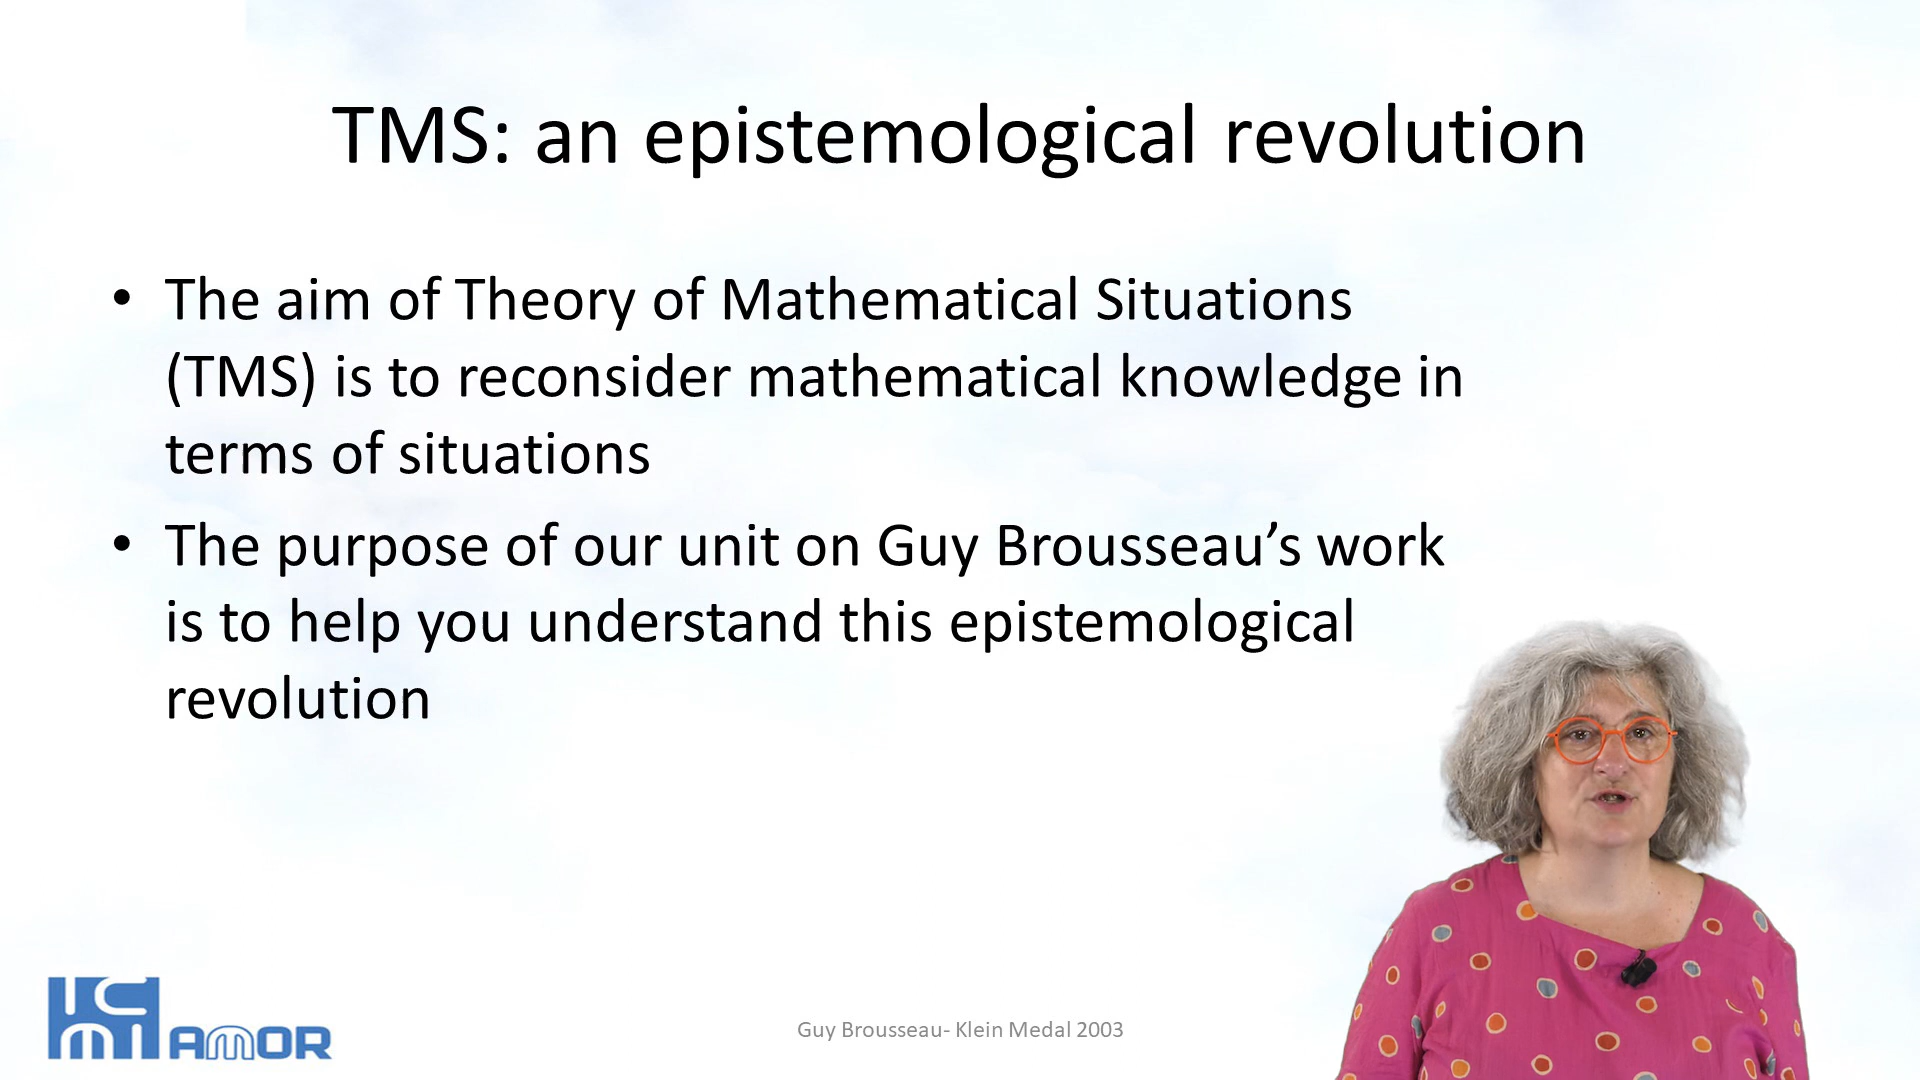 TMS: an epistemological revolution
• The aim of Theory of Mathematical Situations
(TMS) is to reconsider mathematical knowledge in
terms of situations
• The purpose of our unit on Guy Brousseau’s work
is to help you understand this epistemological
revolution
ICMI AMOR
Guy Brousseau- Klein Medal 2003